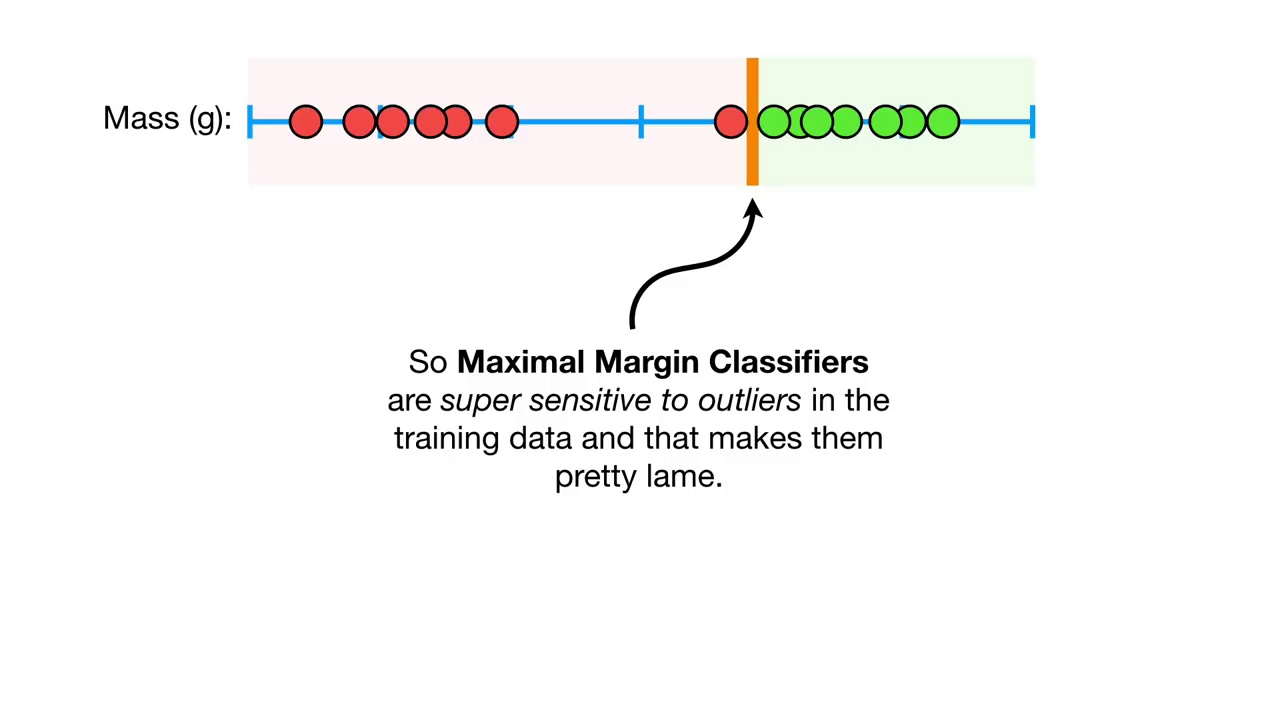 Mass (g):
So Maximal Margin Classifiers
are super sensitive to outliers in the
training data and that makes them
pretty lame.